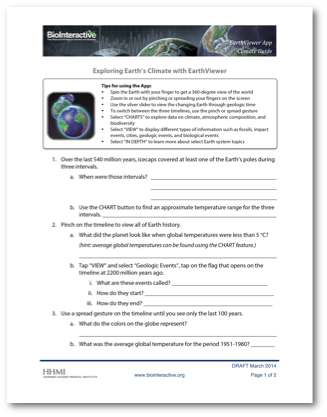 BioInteractive
EarthViewer App
Climate Guide
Exploring Earth's Climate with EarthViewer
Tips for using the App:
• Spin the Earth with your finger to get a 360-degree view of the world
• Zoom in or out by pinching or spreading your fingers on the screen
• Use the silver slider to view the changing Earth through geologic time
• To switch between the three timelines, use the pinch or spread gesture
• Select "CHARTS" to explore data on climate, atmospheric composition, and
biodiversity
• Select "VIEW" to display different types of information such as fossils, impact
events, cities, geologic events, and biological events
• Select "IN DEPTH" to learn more about select Earth system topics
1. Over the last 540 million years, icecaps covered at least one of the Earth's poles during
three intervals.
a. When were those intervals?
b. Use the CHART button to find an approximate temperature range for the three
intervals.
2. Pinch on the timeline to view all of Earth history.
a. What did the planet look like when global temperatures were less than 5 °C?
(hint: average global temperatures can be found using the CHART feature.)
b. Tap "VIEW" and select "Geologic Events", tap on the flag that opens on the
timeline at 2200 million years ago.
i. What are these events called?
ii. How do they start?
iii. How do they end?
3. Use a spread gesture on the timeline until you see only the last 100 years.
a. What do the colors on the globe represent?
b. What was the average global temperature for the period 1951-1980?
DRAFT March 2014
HHMI
www.biointeractive.org
Page 1 of 2